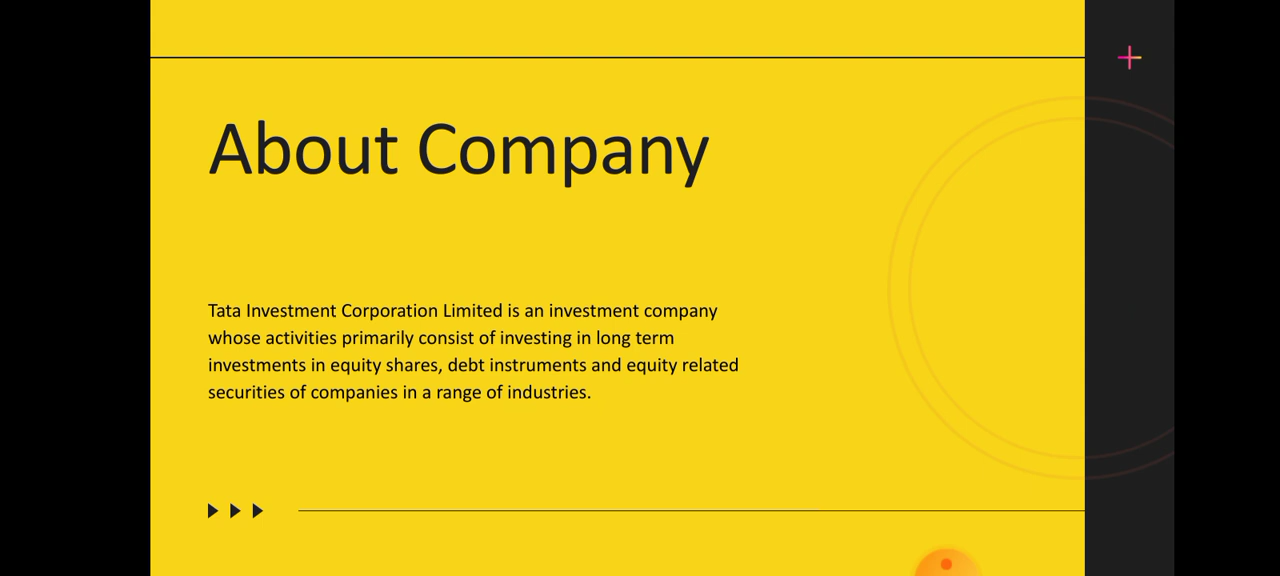 About Company
Tata Investment Corporation Limited is an investment company
whose activities primarily consist of investing in long term
investments in equity shares, debt instruments and equity related
securities of companies in a range of industries.